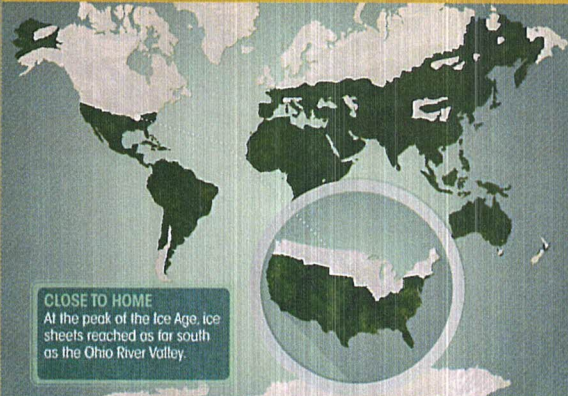 CLOSE TO HOME
At the peak of the Ice Age, ice
sheets reached as far south
as the Ohio River Valley.